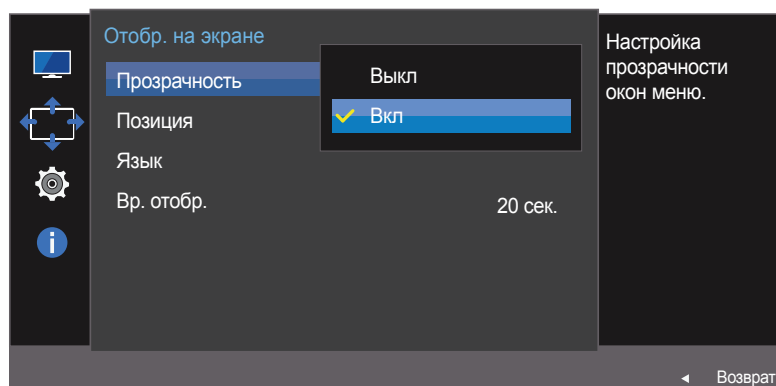 Отобр. на экране
Прозрачность
Выкл
Вкл
Позиция
Язык
Вр. отобр. 20 сек.
Настройка
прозрачности
окон меню.
Возврат